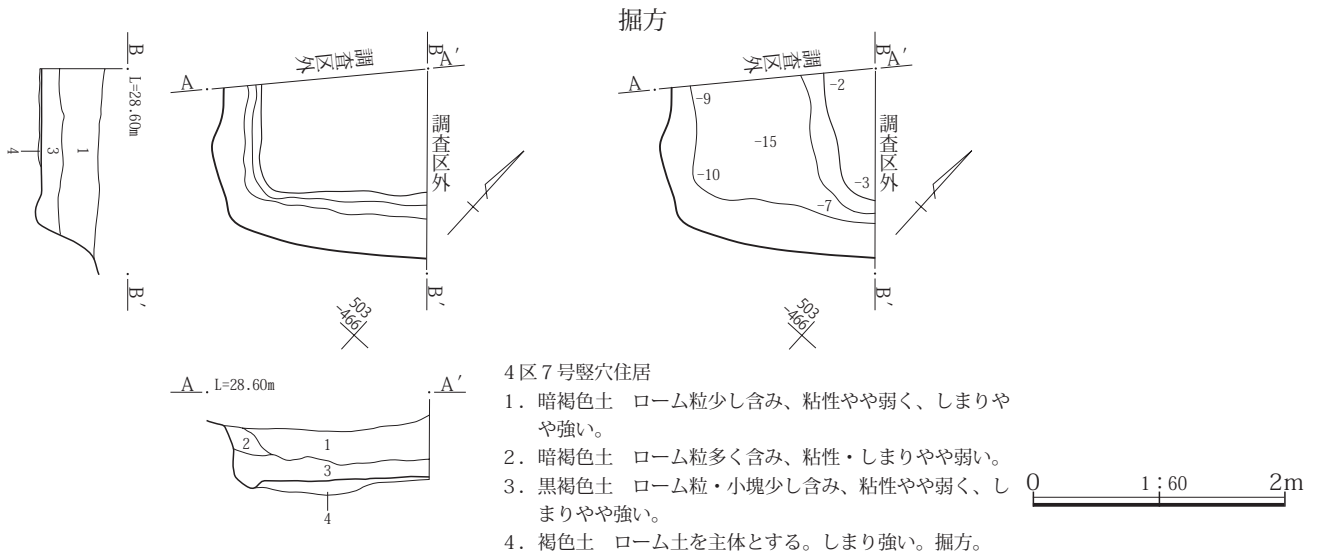 掘方
B
L=28.60m
1
3
4
B′
A
調査区外
B
A′
調査区外
B′
503
-466
A
調査区外
B
A′
-9
-2
-15
-10
-3
-7
調査区外
B′
503
-466
A
L=28.60m
A′
2
1
3
4
4区7号竪穴住居
1．暗褐色土　ローム粒少し含み、粘性やや弱く、しまりや
や強い。
2．暗褐色土　ローム粒多く含み、粘性・しまりやや弱い。
3．黒褐色土　ローム粒・小塊少し含み、粘性やや弱く、し
まりやや強い。
4．褐色土　ローム土を主体とする。しまり強い。掘方。
0 1：60 2m